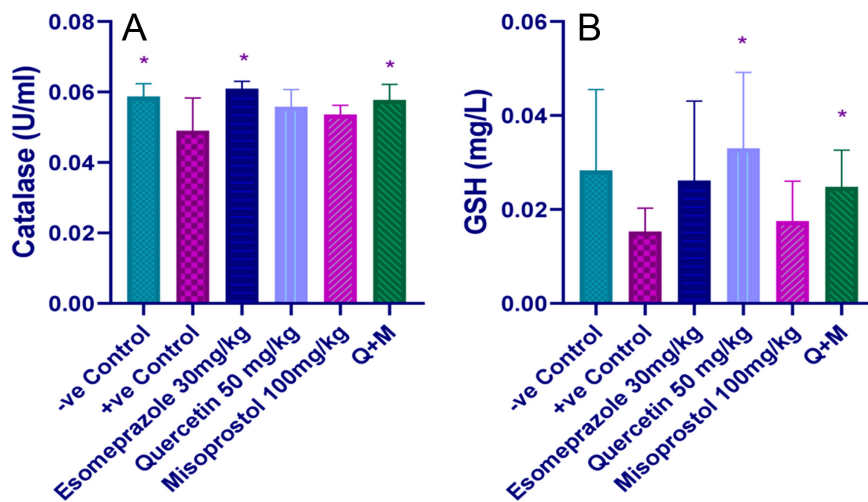 A
Catalase (U/ml)
0.08
0.06
0.04
0.02
0.00
*
*
*
-ve Control
+ve Control
Esomeprazole 30mg/kg
Quercetin 50 mg/kg
Misoprostol 100mg/kg
Q+M
B
GSH (mg/L)
0.06
0.04
0.02
0.00
*
*
-ve Control
+ve Control
Esomeprazole 30mg/kg
Quercetin 50 mg/kg
Misoprostol 100mg/kg
Q+M